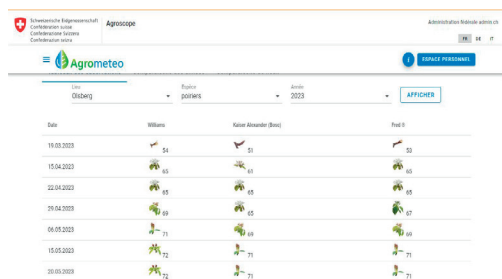 Schweizerische Eidgenossenschaft
Confédération suisse
Confederazione Svizzera
Confederaziun svizra
Agroscope
Administration fédérale admin.ch
FR DE IT
Agrometeo
i ESPACE PERSONNEL
Lieu
Olsberg
Espèce
poiriers
Année
2023
AFFICHER
Date Williams Kaiser Alexander (Bosc) Fred ®
19.03.2023 54 51 53
15.04.2023 65 61 65
22.04.2023 65 65 65
29.04.2023 69 65 67
06.05.2023 71 69 69
15.05.2023 72 71 71
20.05.2023 72 71 71